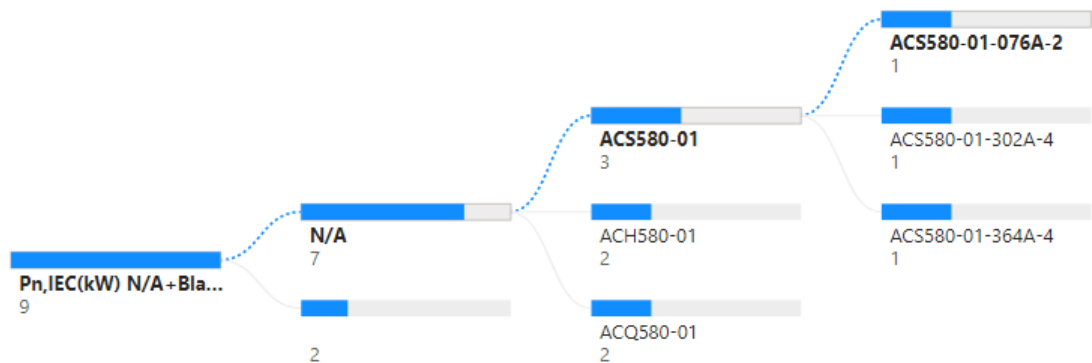 Pn,IEC(kW) N/A+Bla...
9
N/A
7
2
ACS580-01
3
ACH580-01
2
ACQ580-01
2
ACS580-01-076A-2
1
ACS580-01-302A-4
1
ACS580-01-364A-4
1